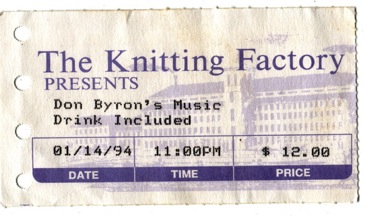 The Knitting Factory
PRESENTS
Don Byron's Music
Drink Included
01/14/94 11:00PM $ 12.00
DATE TIME PRICE